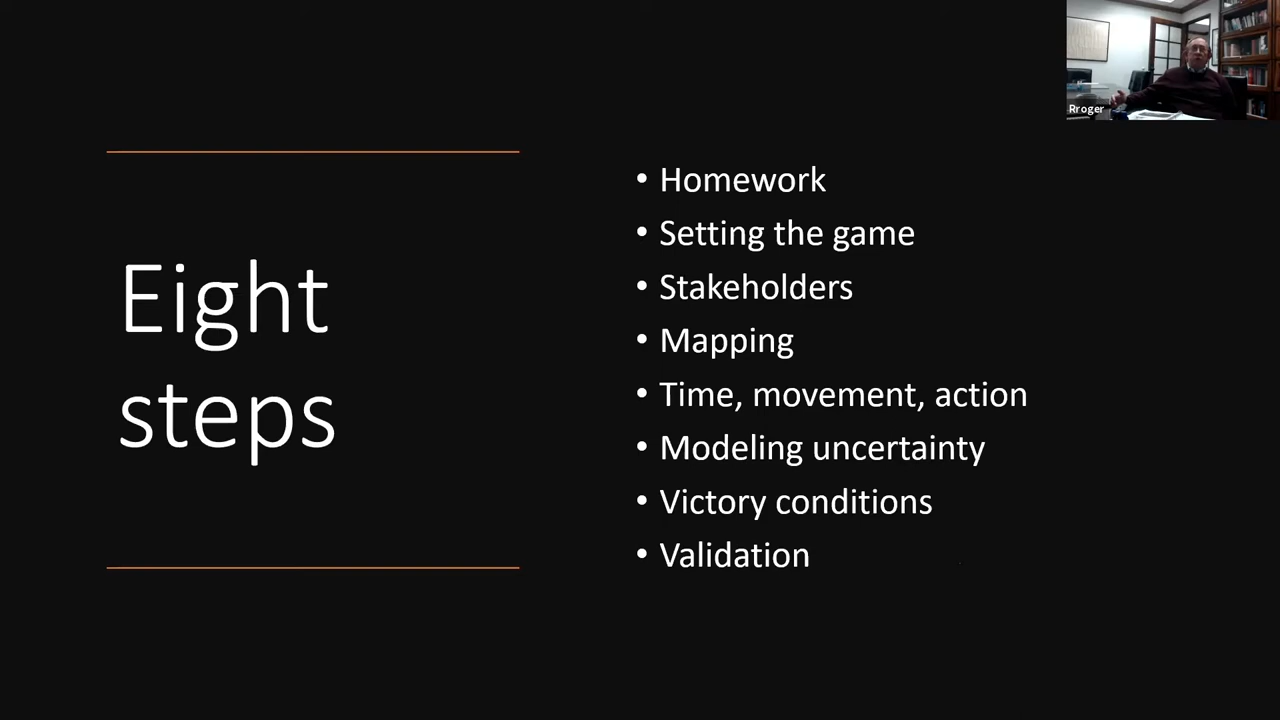 Eight
steps
• Homework
• Setting the game
• Stakeholders
• Mapping
• Time, movement, action
• Modeling uncertainty
• Victory conditions
• Validation
Rroger